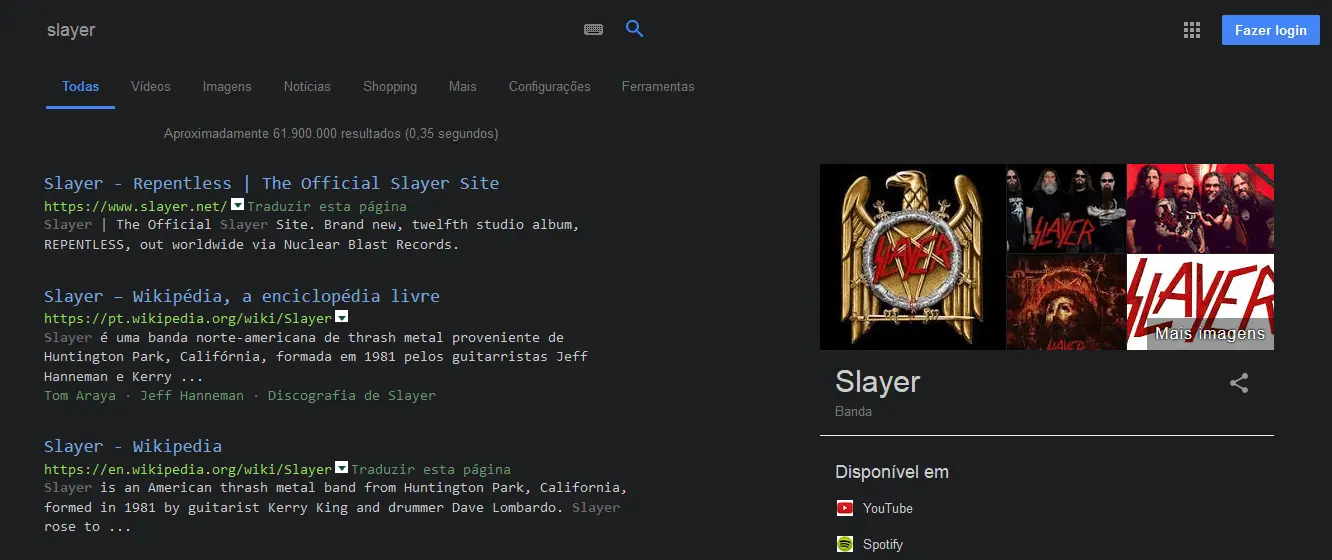 slayer
Fazer login
Todas Vídeos Imagens Notícias Shopping Mais Configurações Ferramentas
Aproximadamente 61.900.000 resultados (0,35 segundos)
Slayer - Repentless | The Official Slayer Site
https://www.slayer.net/ Traduzir esta página
Slayer | The Official Slayer Site. Brand new, twelfth studio album,
REPENTLESS, out worldwide via Nuclear Blast Records.
Slayer – Wikipédia, a enciclopédia livre
https://pt.wikipedia.org/wiki/Slayer
Slayer é uma banda norte-americana de thrash metal proveniente de
Huntington Park, Califórnia, formada em 1981 pelos guitarristas Jeff
Hanneman e Kerry ...
Tom Araya · Jeff Hanneman · Discografia de Slayer
Slayer - Wikipedia
https://en.wikipedia.org/wiki/Slayer Traduzir esta página
Slayer is an American thrash metal band from Huntington Park, California,
formed in 1981 by guitarist Kerry King and drummer Dave Lombardo. Slayer
rose to ...
SLAYER
SLAYER
SLAYER
SLAYER
Mais imagens
Slayer
Banda
Disponível em
YouTube
Spotify